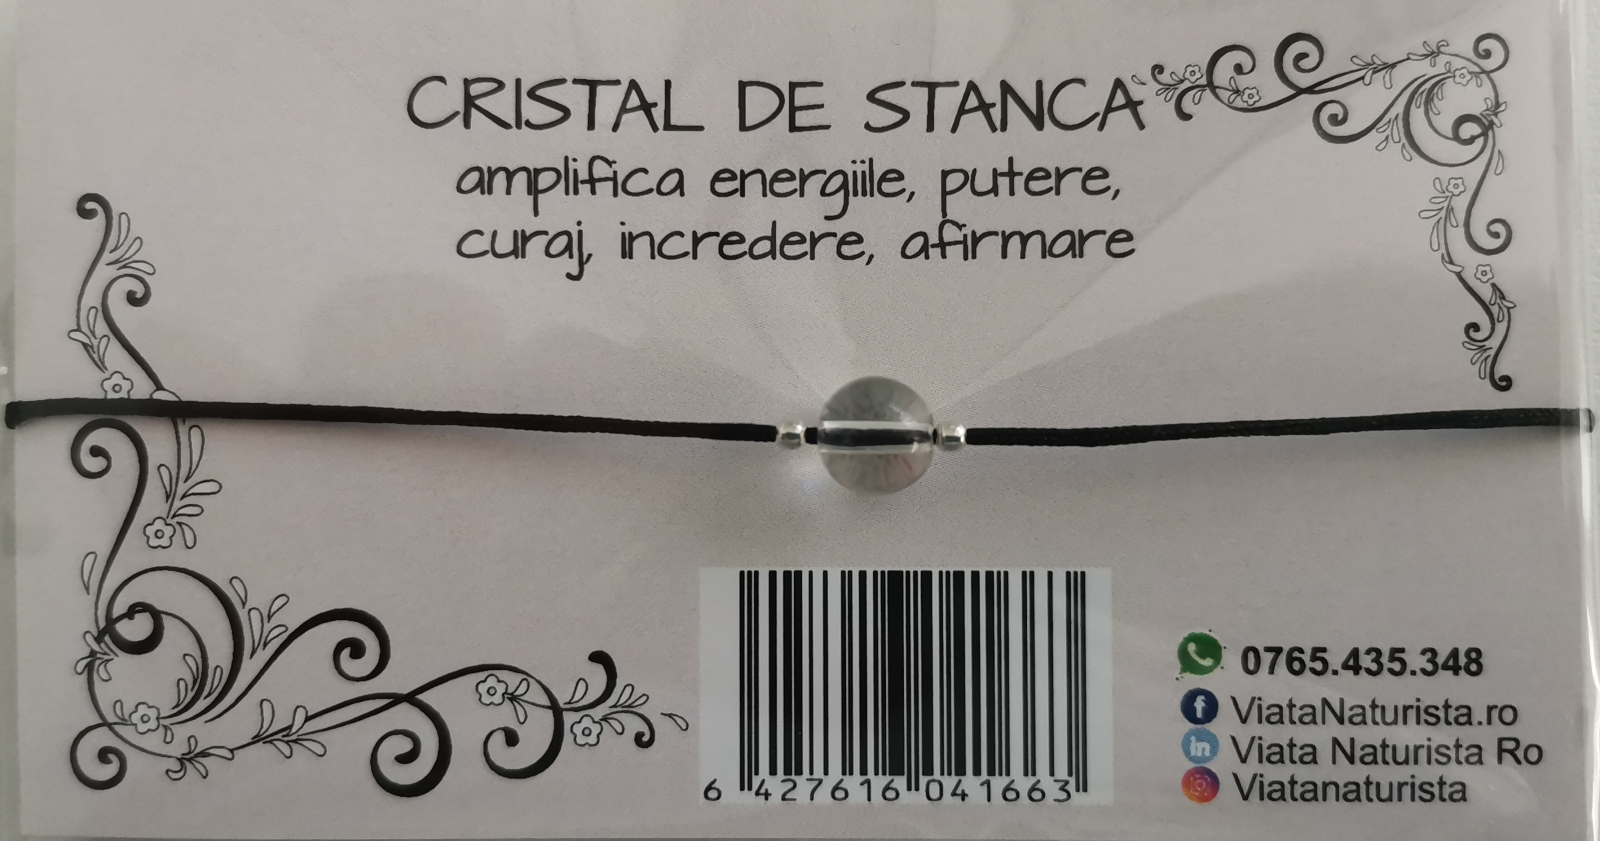 CRISTAL DE STANCA
amplifica energiile, putere,
curaj, incredere, afirmare
6 427616 041663
0765.435.348
ViataNaturista.ro
Viata Naturista Ro
Viatanaturista